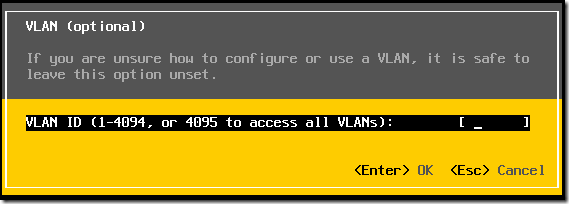 VLAN (optional)
If you are unsure how to configure or use a VLAN, it is safe to
leave this option unset.
VLAN ID (1-4094, or 4095 to access all VLANs): [ _ ]
<Enter> OK <Esc> Cancel